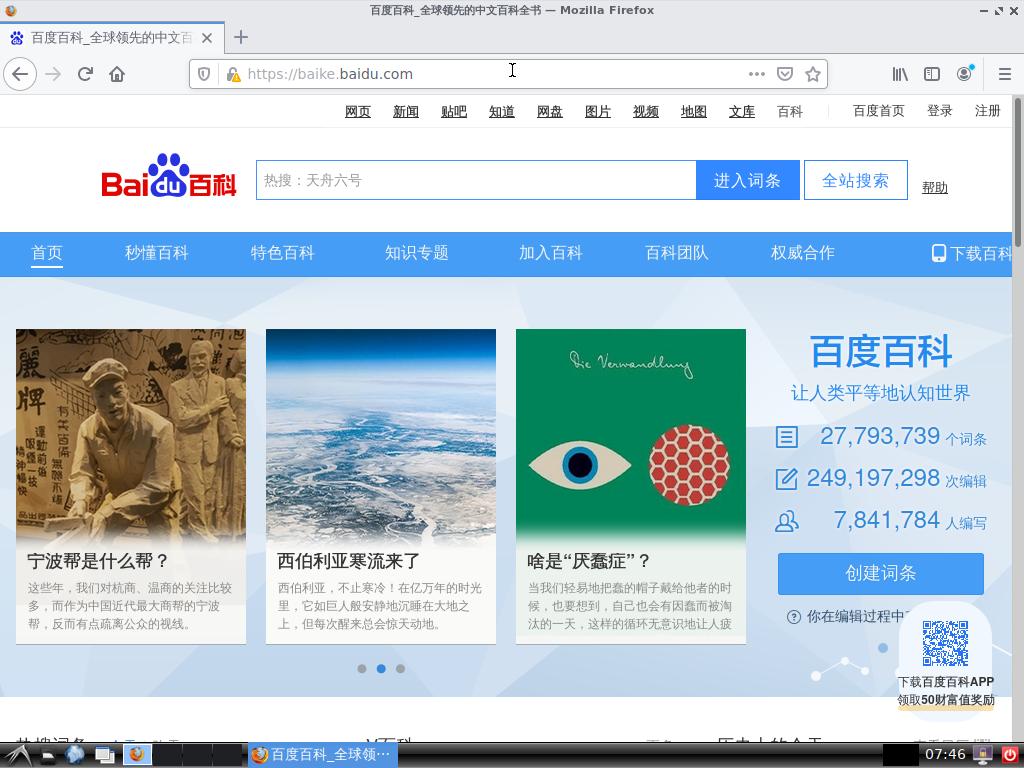 百度百科_全球领先的中文百科全书 — Mozilla Firefox
百度百科_全球领先的中文百
https://baike.baidu.com
网页 新闻 贴吧 知道 网盘 图片 视频 地图 文库 百科 百度首页 登录 注册
Bai du 百科
热搜：天舟六号
进入词条
全站搜索
帮助
首页 秒懂百科 特色百科 知识专题 加入百科 百科团队 权威合作 下载百科
宁波帮是什么帮？
这些年，我们对杭商、温商的关注比较
多，而作为中国近代最大商帮的宁波
帮，反而有点疏离公众的视线。
西伯利亚寒流来了
西伯利亚，不止寒冷！在亿万年的时光
里，它如巨人般安静地沉睡在大地之
上，但每次醒来总会惊天动地。
Die Verwandlung
啥是“厌蠢症”？
当我们轻易地把蠢的帽子戴给他者的时
候，也要想到，自己也会有因蠢而被淘
汰的一天，这样的循环无意识地让人疲
百度百科
让人类平等地认知世界
27,793,739 个词条
249,197,298 次编辑
7,841,784 人编写
创建词条
你在编辑过程中
下载百度百科APP
领取50财富值奖励
百度百科_全球领···
07:46